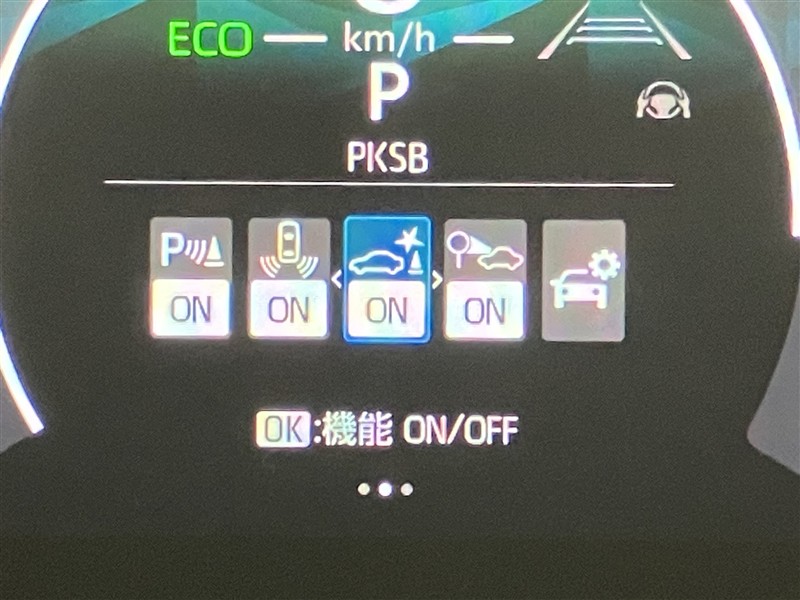 ECO km/h
P
PKSB
P
ON ON ON ON
OK:機能 ON/OFF